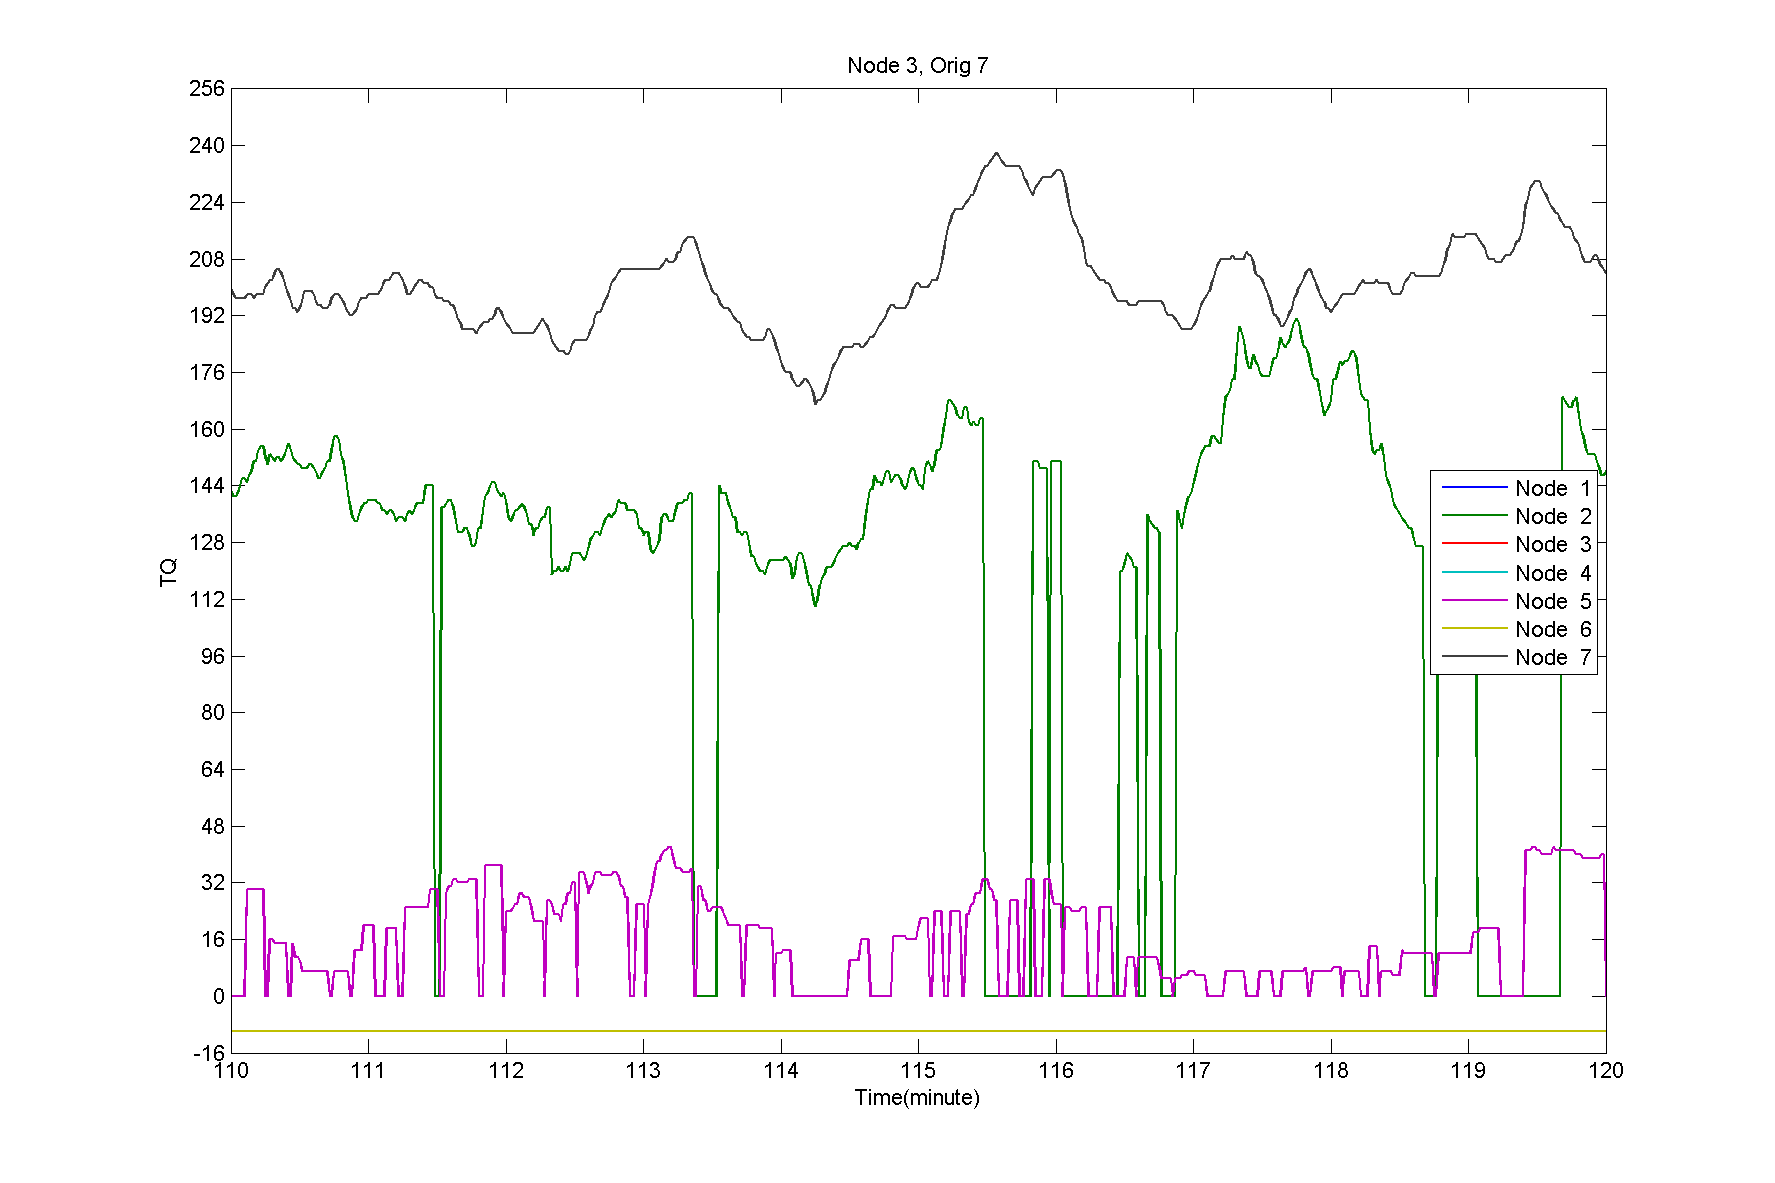 Node 3, Orig 7
256
240
224
208
192
176
160
144
128
112
96
80
64
48
32
16
0
-16
TQ
Node 1
Node 2
Node 3
Node 4
Node 5
Node 6
Node 7
110 111 112 113 114 115 116 117 118 119 120
Time(minute)